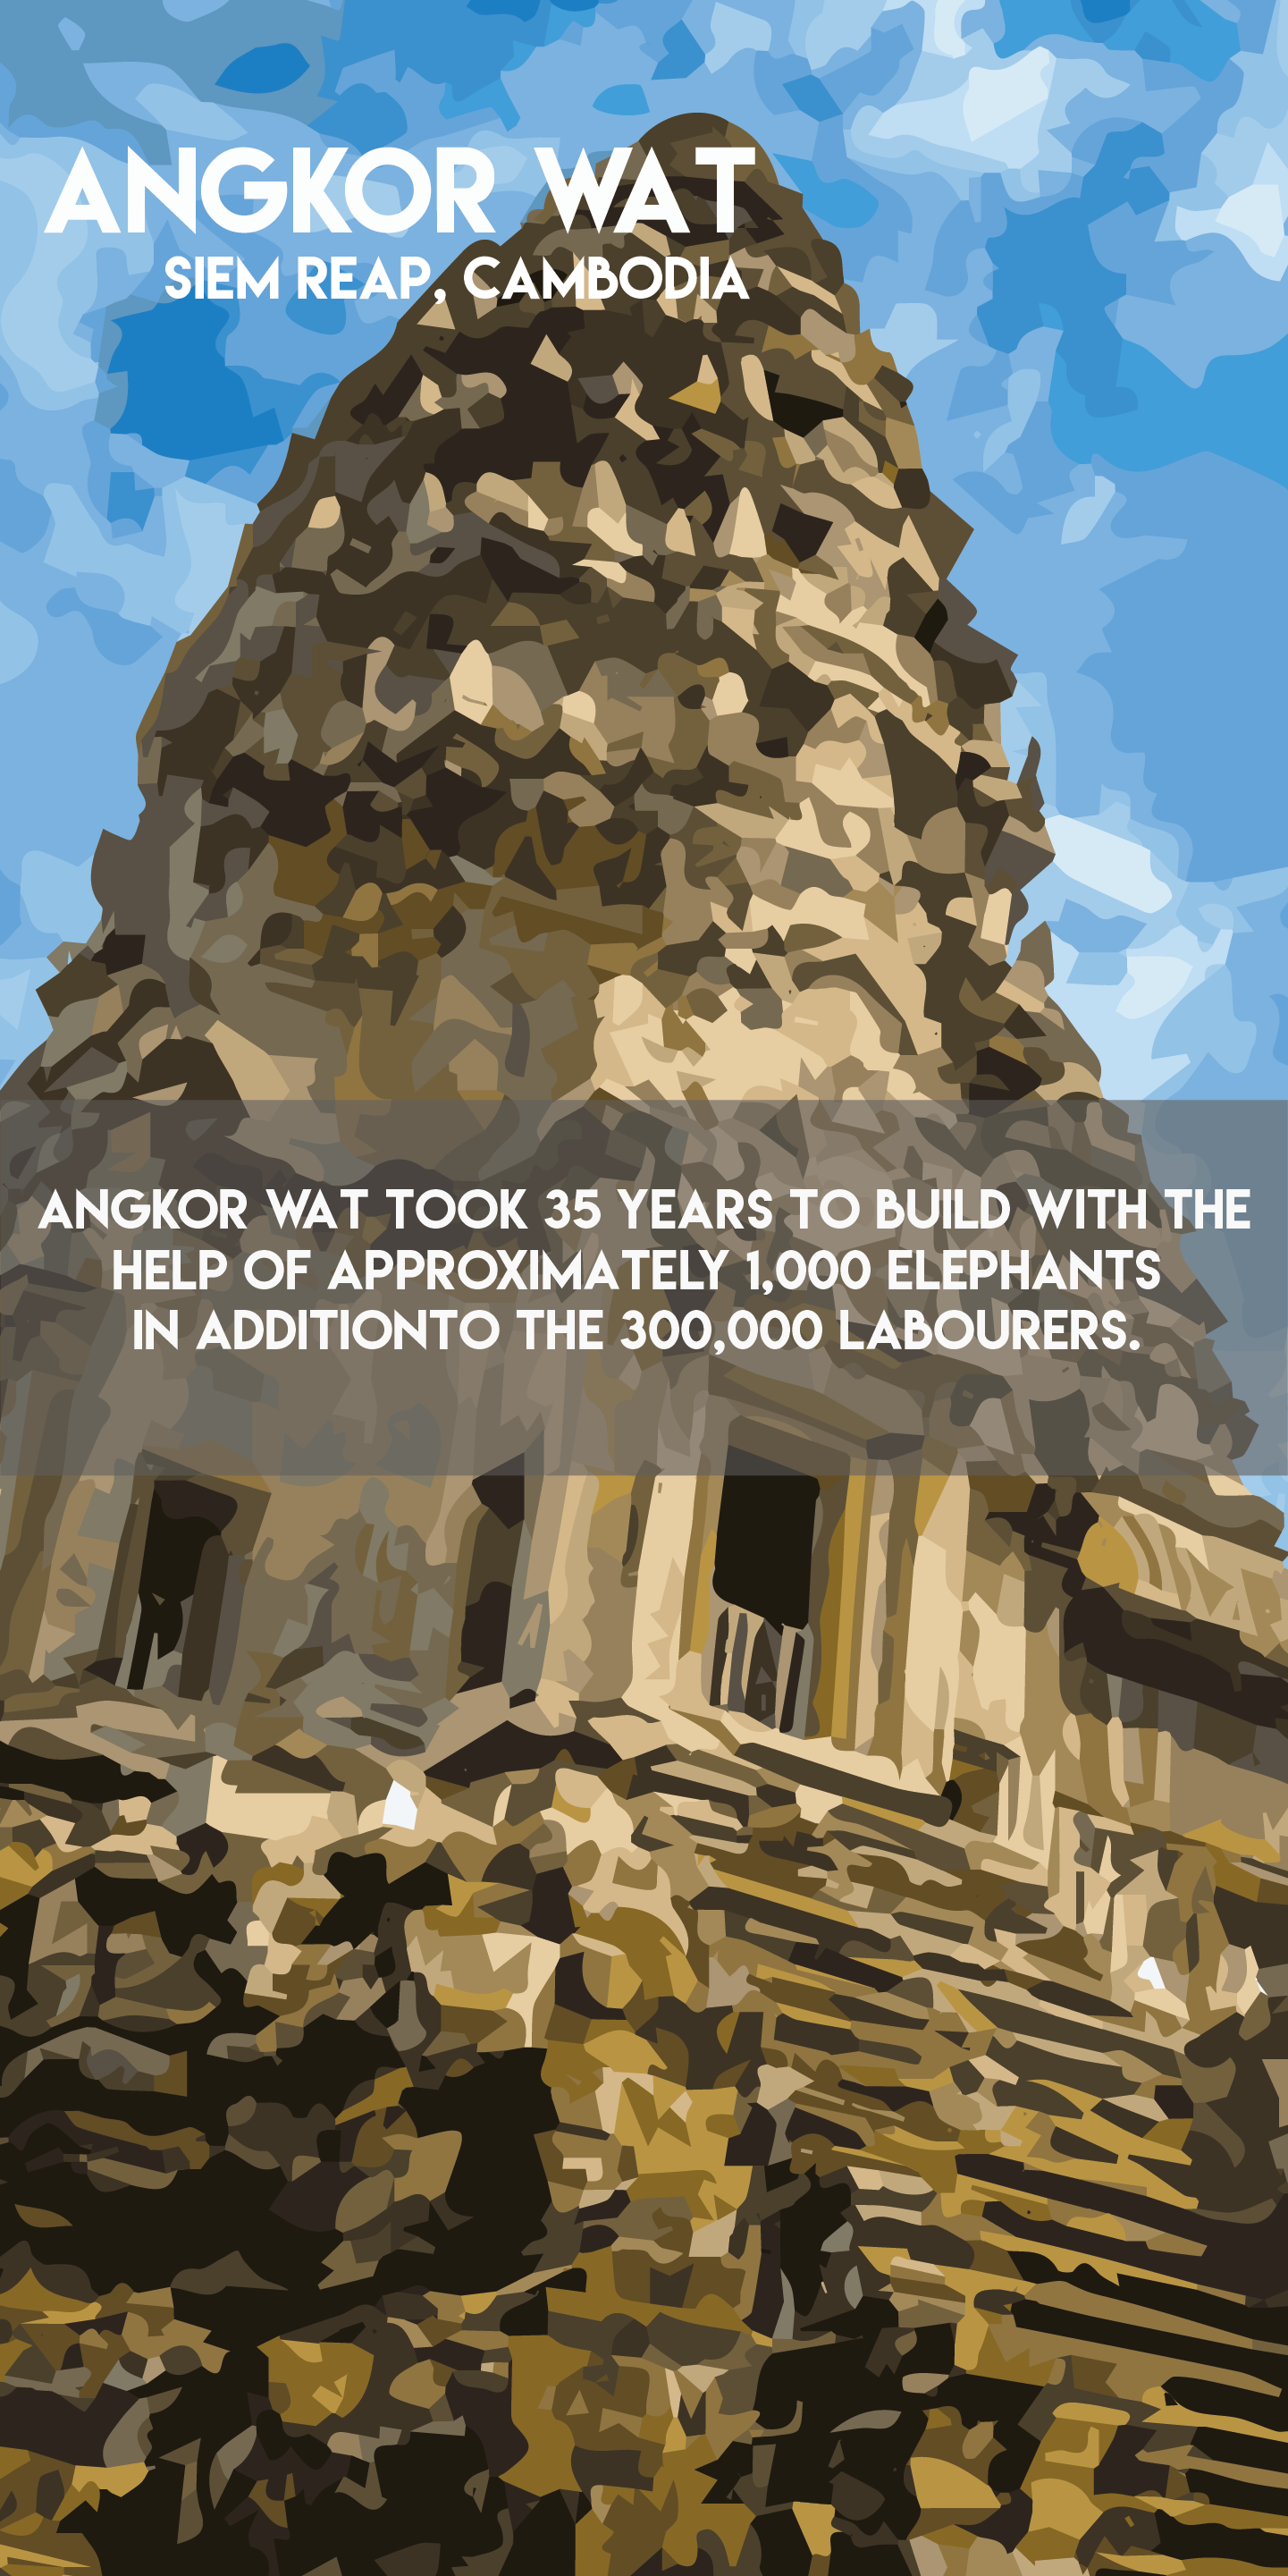 ANGKOR WAT
SIEM REAP, CAMBODIA
ANGKOR WAT TOOK 35 YEARS TO BUILD WITH THE
HELP OF APPROXIMATELY 1,000 ELEPHANTS
IN ADDITIONTO THE 300,000 LABOURERS.